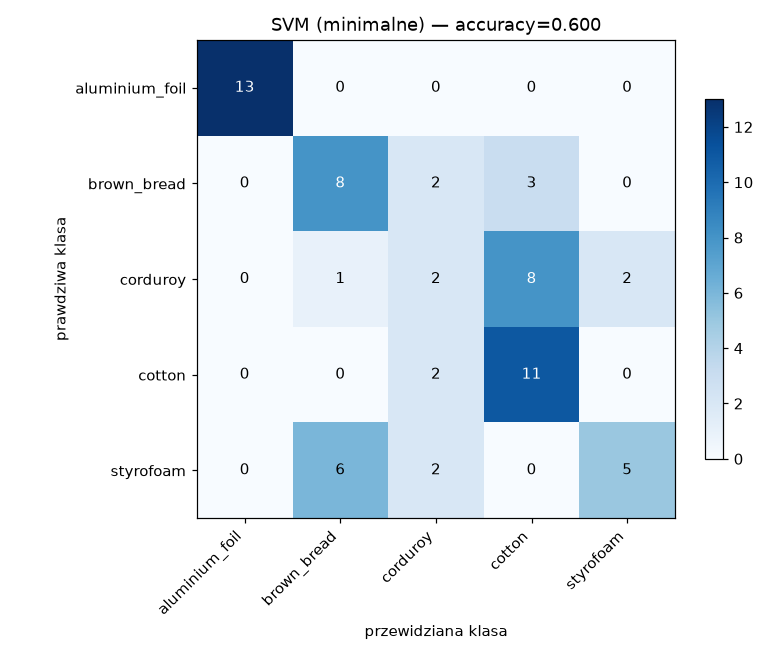 SVM (minimalne) — accuracy=0.600
prawdziwa klasa
aluminium_foil 13 0 0 0 0
brown_bread 0 8 2 3 0
corduroy 0 1 2 8 2
cotton 0 0 2 11 0
styrofoam 0 6 2 0 5
aluminium_foil brown_bread corduroy cotton styrofoam
przewidziana klasa
12
10
8
6
4
2
0